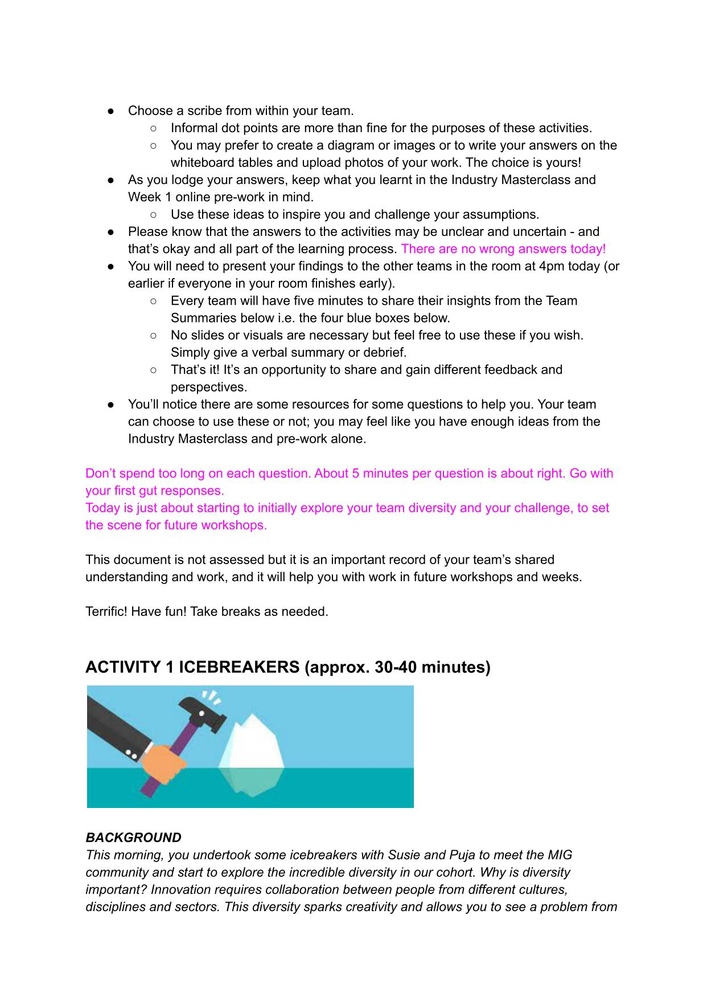 ● Choose a scribe from within your team.
○ Informal dot points are more than fine for the purposes of these activities.
○ You may prefer to create a diagram or images or to write your answers on the
whiteboard tables and upload photos of your work. The choice is yours!
● As you lodge your answers, keep what you learnt in the Industry Masterclass and
Week 1 online pre-work in mind.
○ Use these ideas to inspire you and challenge your assumptions.
● Please know that the answers to the activities may be unclear and uncertain - and
that’s okay and all part of the learning process. There are no wrong answers today!
● You will need to present your findings to the other teams in the room at 4pm today (or
earlier if everyone in your room finishes early).
○ Every team will have five minutes to share their insights from the Team
Summaries below i.e. the four blue boxes below.
○ No slides or visuals are necessary but feel free to use these if you wish.
Simply give a verbal summary or debrief.
○ That’s it! It’s an opportunity to share and gain different feedback and
perspectives.
● You’ll notice there are some resources for some questions to help you. Your team
can choose to use these or not; you may feel like you have enough ideas from the
Industry Masterclass and pre-work alone.
Don’t spend too long on each question. About 5 minutes per question is about right. Go with
your first gut responses.
Today is just about starting to initially explore your team diversity and your challenge, to set
the scene for future workshops.
This document is not assessed but it is an important record of your team’s shared
understanding and work, and it will help you with work in future workshops and weeks.
Terrific! Have fun! Take breaks as needed.
ACTIVITY 1 ICEBREAKERS (approx. 30-40 minutes)
BACKGROUND
This morning, you undertook some icebreakers with Susie and Puja to meet the MIG
community and start to explore the incredible diversity in our cohort. Why is diversity
important? Innovation requires collaboration between people from different cultures,
disciplines and sectors. This diversity sparks creativity and allows you to see a problem from